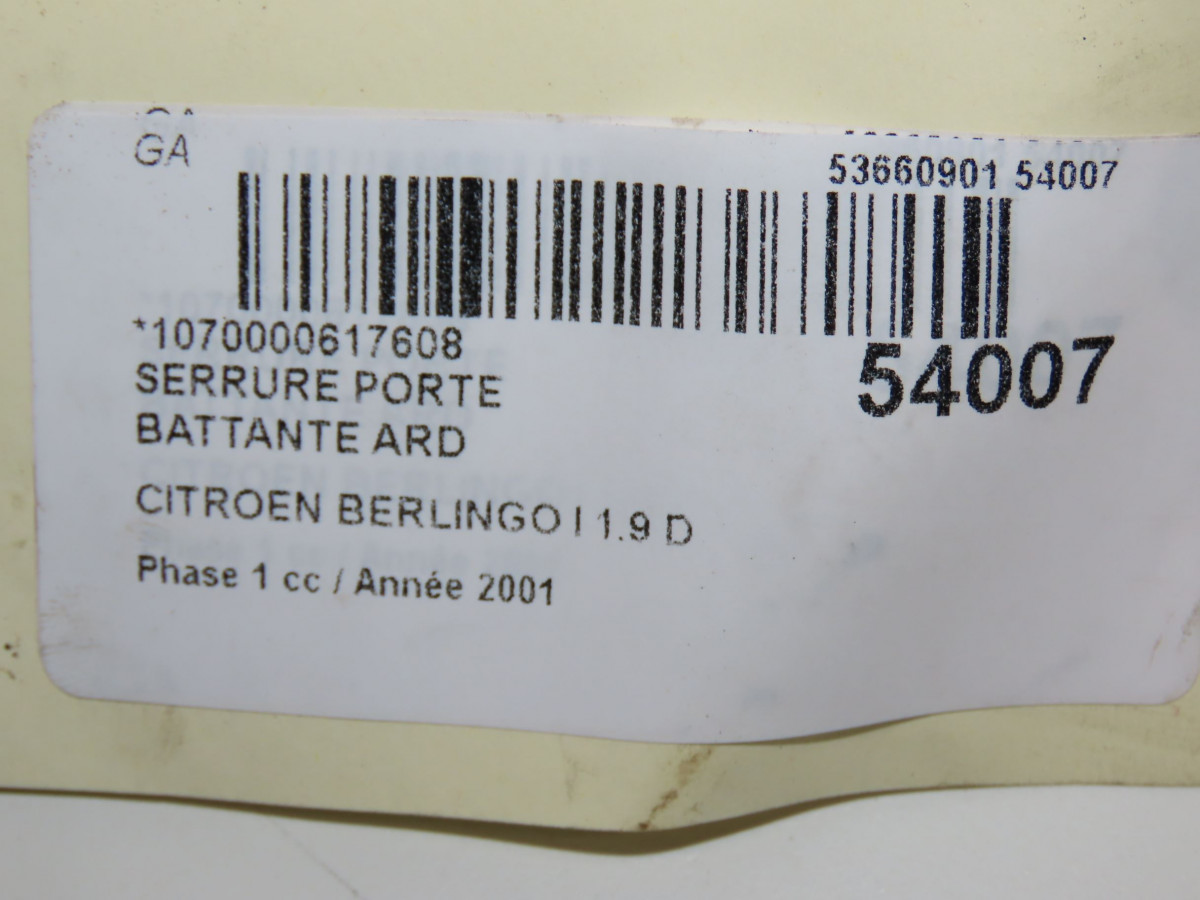 GA
53660901 54007
*1070000617608
54007
SERRURE PORTE
BATTANTE ARD
CITROEN BERLINGO I 1.9 D
Phase 1 cc / Année 2001